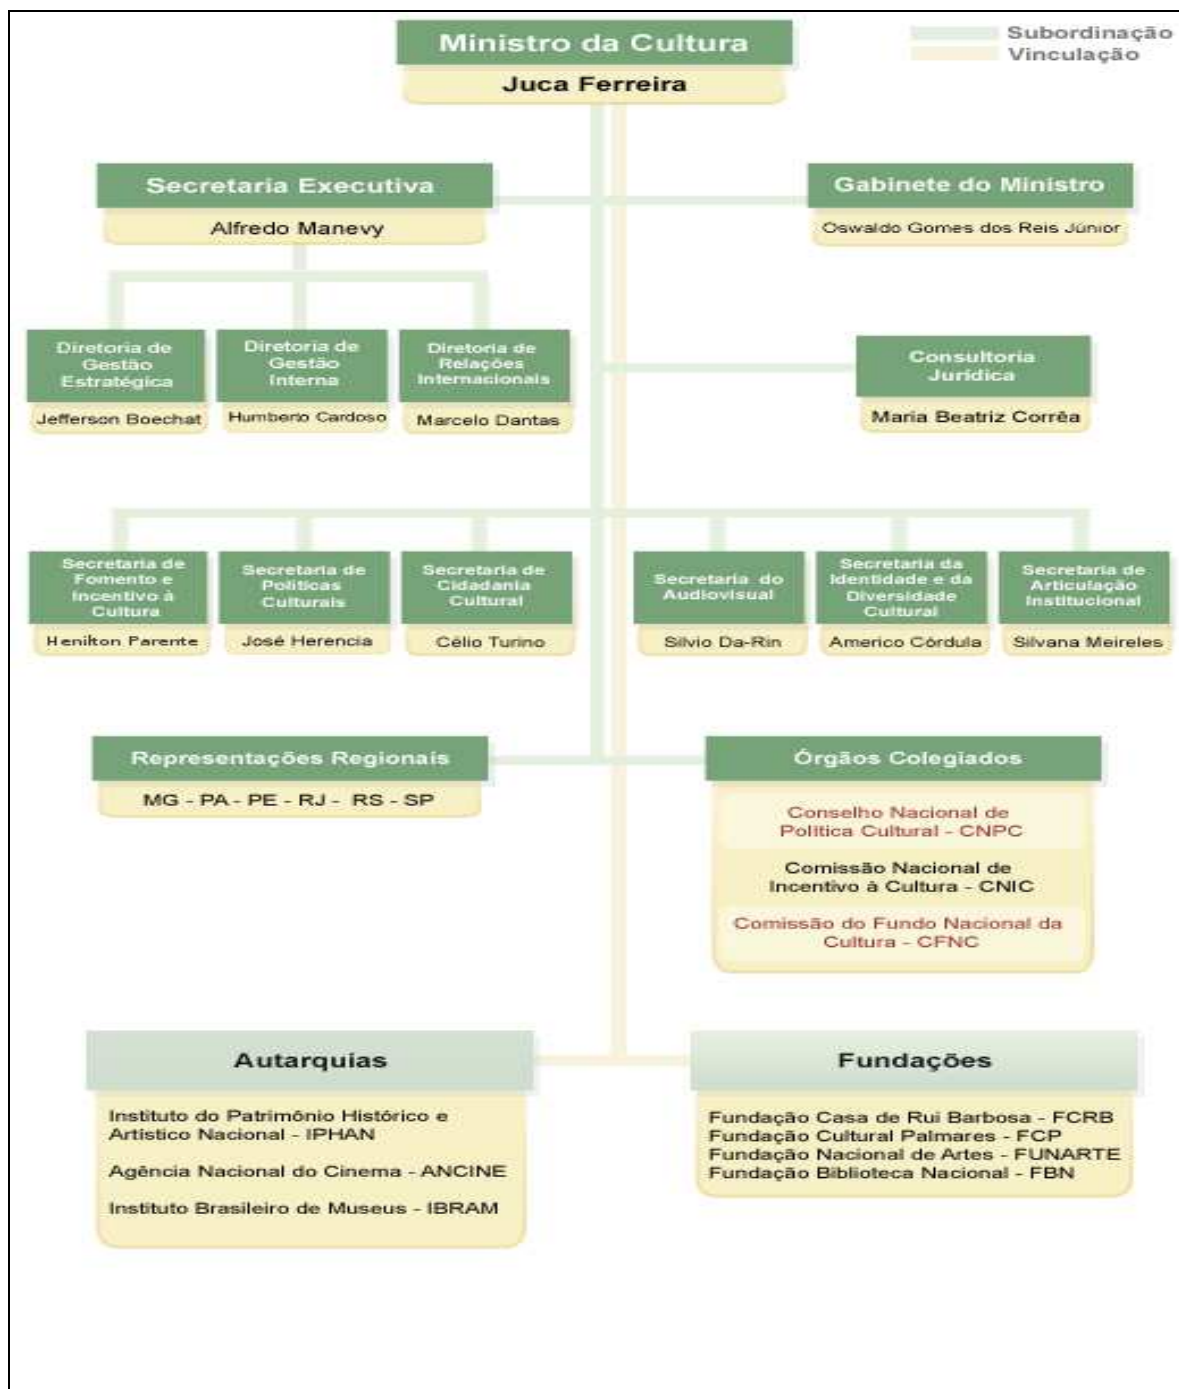 Ministro da Cultura
Juca Ferreira
Subordinação
Vinculação
Secretaria Executiva
Alfredo Manevy
Gabinete do Ministro
Oswaldo Gomes dos Reis Júnior
Diretoria de
Gestão
Estratégica
Jefferson Boechat
Diretoria de
Gestão
Interna
Humberto Cardoso
Diretoria de
Relações
Internacionais
Marcelo Dantas
Consultoria
Jurídica
Maria Beatriz Corrêa
Secretaria de
Fomento e
Incentivo à
Cultura
Henilton Parente
Secretaria de
Políticas
Culturais
José Herencia
Secretaria de
Cidadania
Cultural
Célio Turino
Secretaria do
Audiovisual
Silvio Da-Rin
Secretaria da
Identidade e da
Diversidade
Cultural
Americo Córdula
Secretaria de
Articulação
Institucional
Silvana Meireles
Representações Regionais
MG - PA - PE - RJ - RS - SP
Órgãos Colegiados
Conselho Nacional de
Política Cultural - CNPC
Comissão Nacional de
Incentivo à Cultura - CNIC
Comissão do Fundo Nacional da
Cultura - CFNC
Autarquias
Instituto do Patrimônio Histórico e
Artístico Nacional - IPHAN
Agência Nacional do Cinema - ANCINE
Instituto Brasileiro de Museus - IBRAM
Fundações
Fundação Casa de Rui Barbosa - FCRB
Fundação Cultural Palmares - FCP
Fundação Nacional de Artes - FUNARTE
Fundação Biblioteca Nacional - FBN